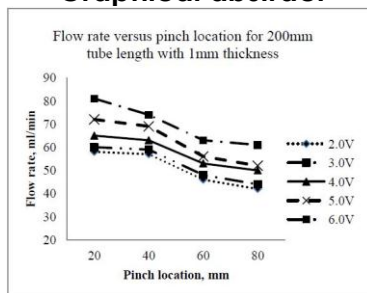 Flow rate versus pinch location for 200mm
tube length with 1mm thickness
Flow rate, ml/min
90
80
70
60
50
40
30
20
20 40 60 80
Pinch location, mm
2.0V
3.0V
4.0V
5.0V
6.0V